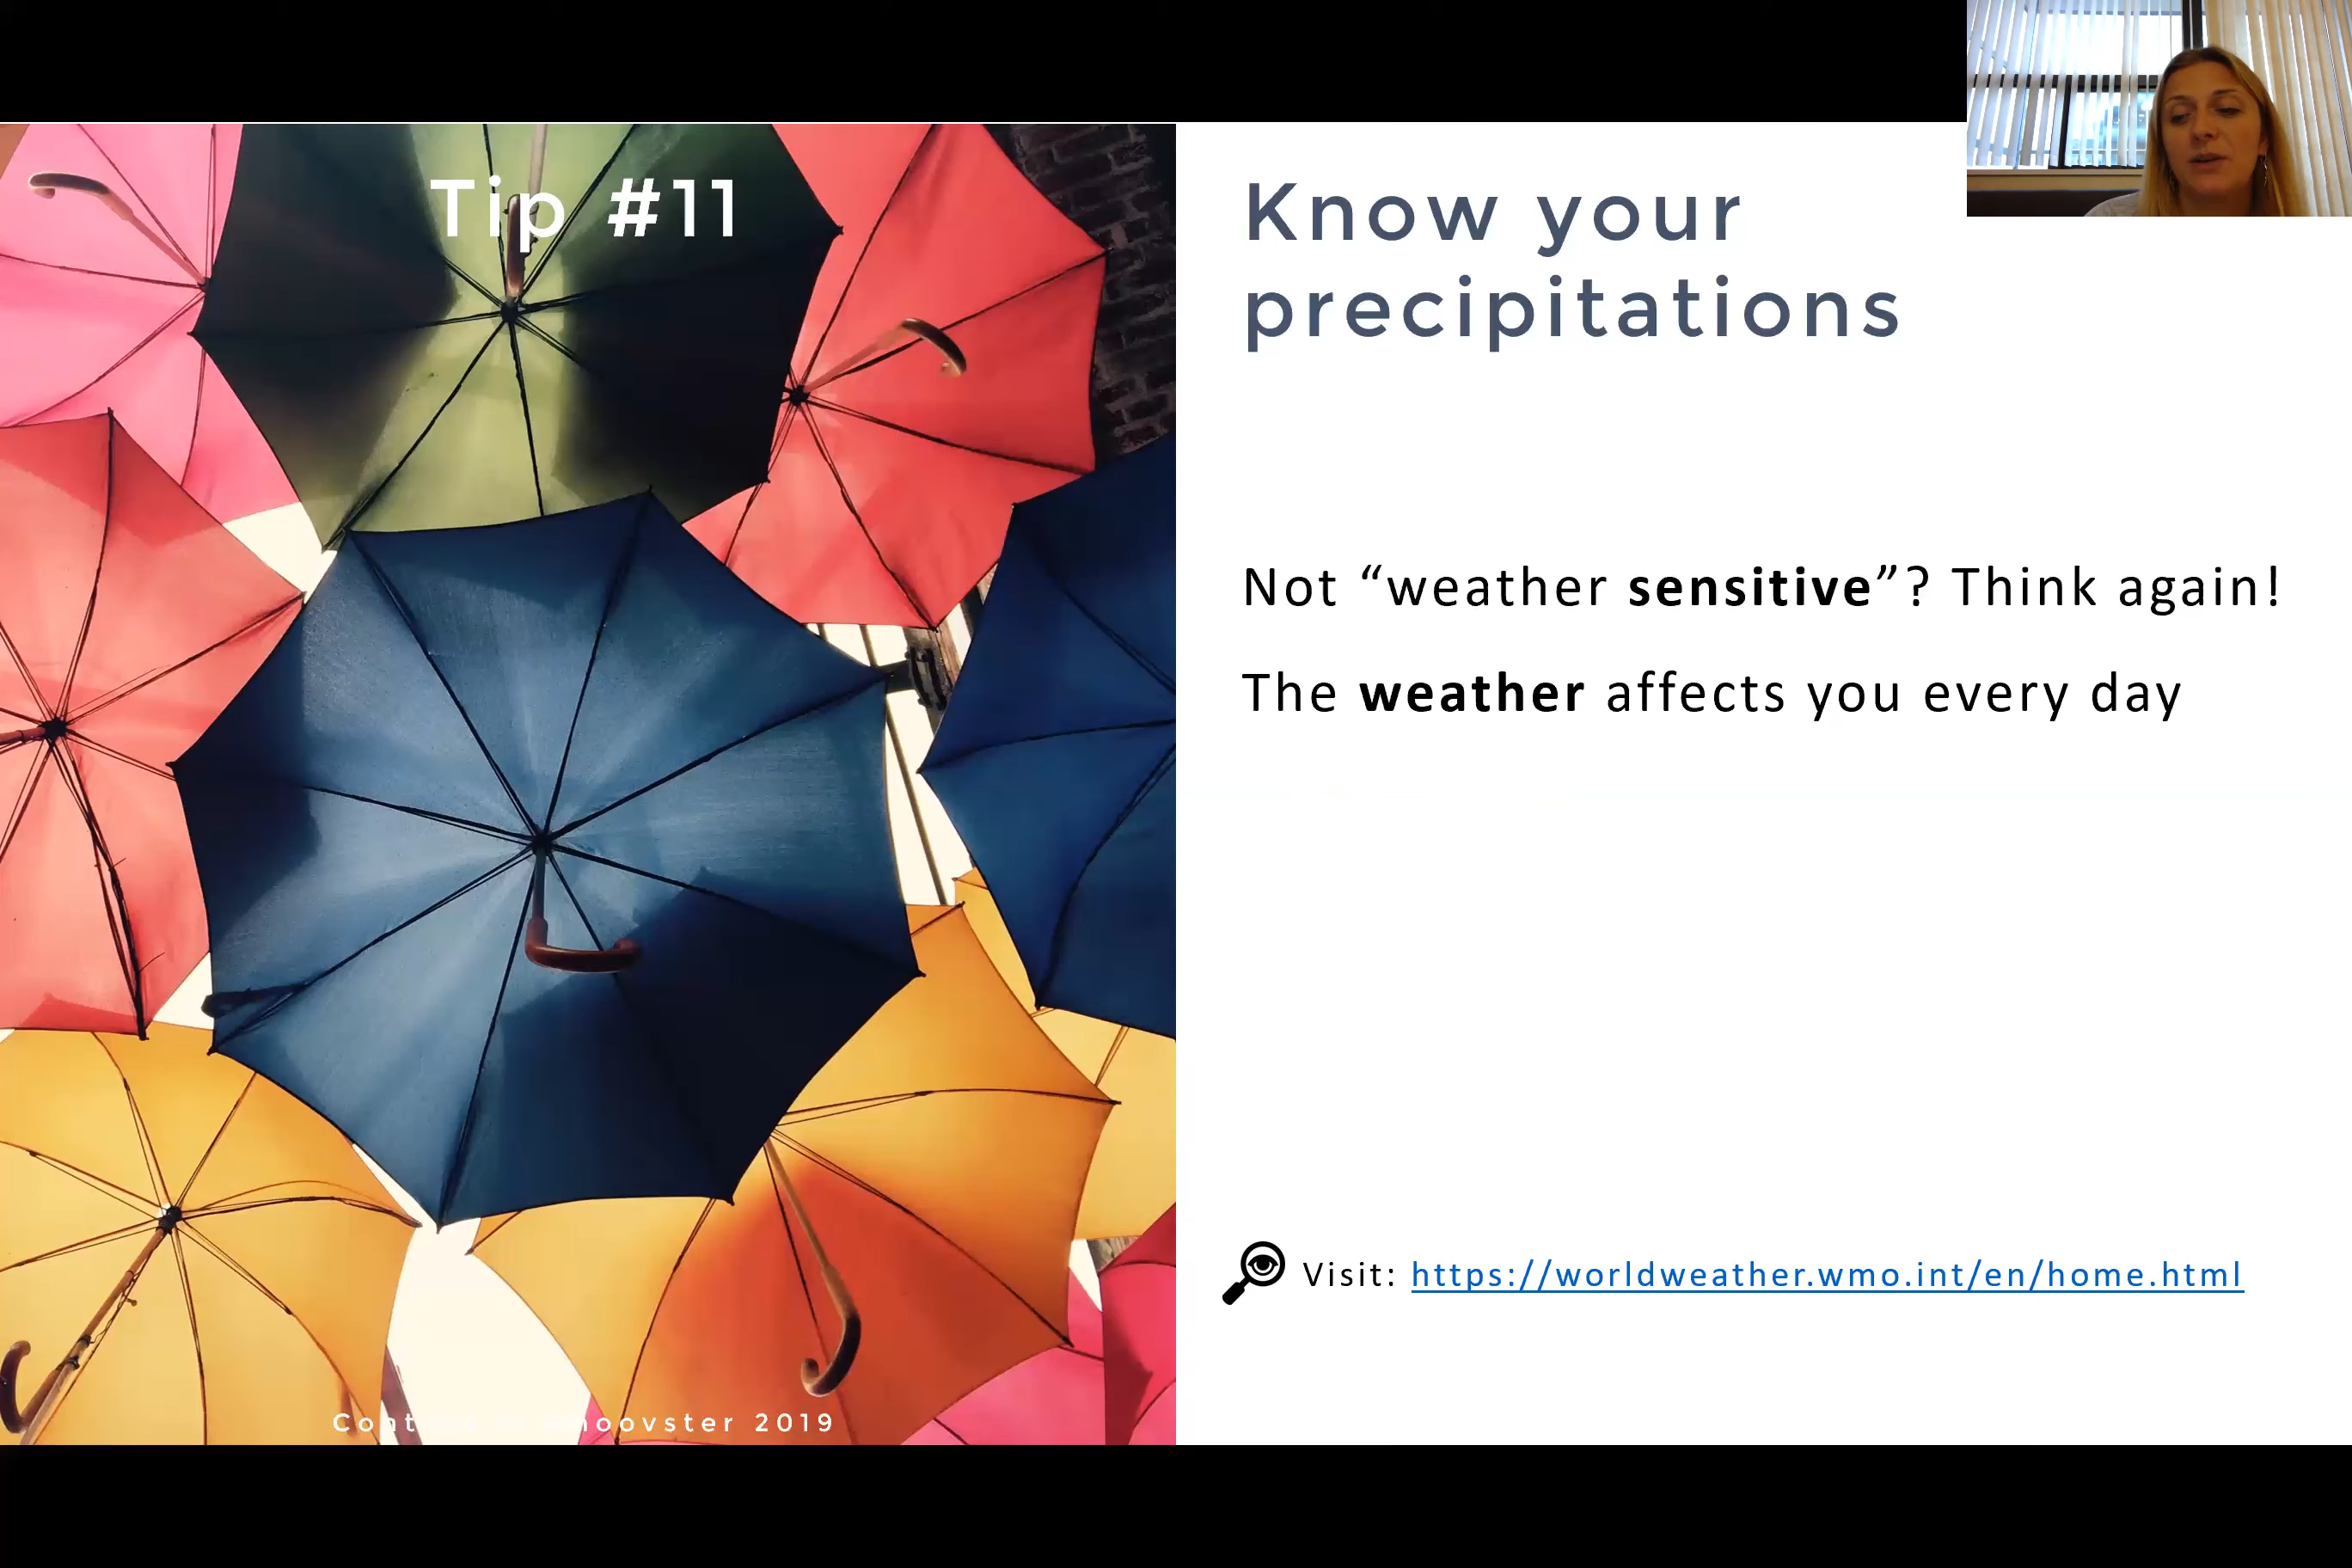 Tip #11
Know your
precipitations
Not “weather sensitive”? Think again!
The weather affects you every day
Visit: https://worldweather.wmo.int/en/home.html
2019